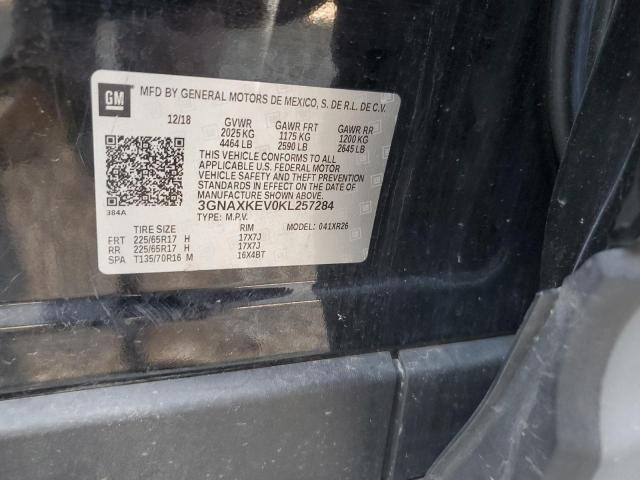 GM
MFD BY GENERAL MOTORS DE MEXICO, S. DE R.L. DE C.V.
12/18 GVWR GAWR FRT GAWR RR
2025 KG 1175 KG 1200 KG
4464 LB 2590 LB 2645 LB
THIS VEHICLE CONFORMS TO ALL
APPLICABLE U.S. FEDERAL MOTOR
VEHICLE SAFETY AND THEFT PREVENTION
STANDARDS IN EFFECT ON THE DATE OF
MANUFACTURE SHOWN ABOVE.
3GNAXKEV0KL257284
384A
TYPE: M.P.V. MODEL: 041XR26
TIRE SIZE RIM
FRT 225/65R17 H 17X7J
RR 225/65R17 H 17X7J
SPA T135/70R16 M 16X4BT